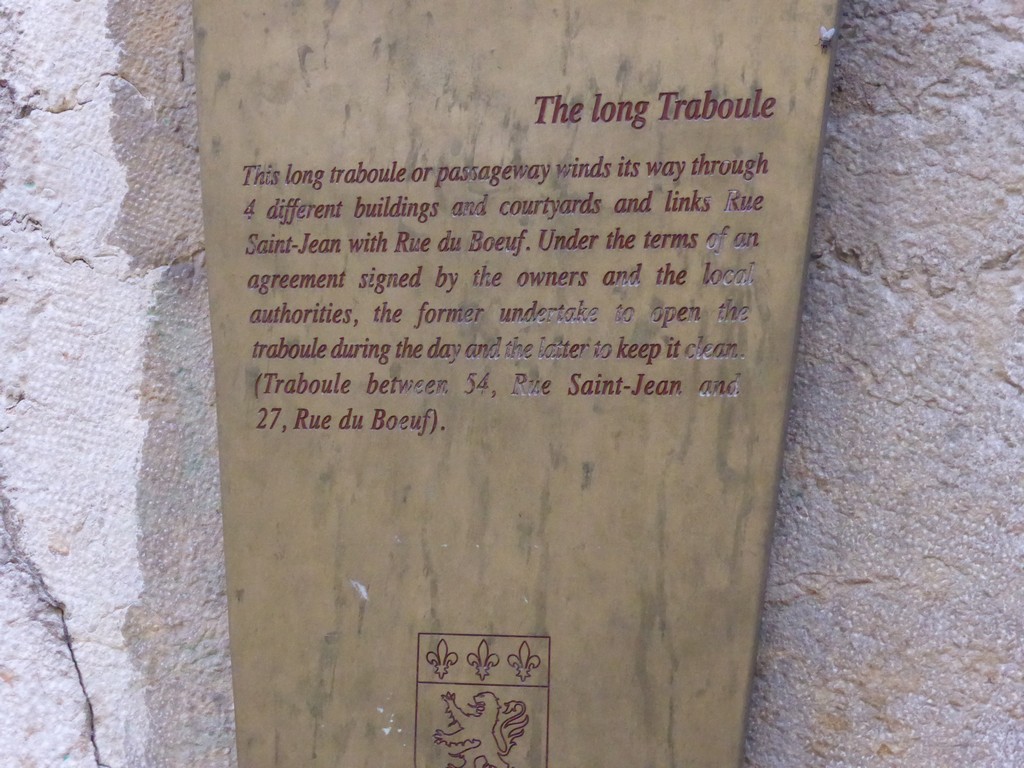 The long Traboule
This long traboule or passageway winds its way through
4 different buildings and courtyards and links Rue
Saint-Jean with Rue du Boeuf. Under the terms of an
agreement signed by the owners and the local
authorities, the former undertake to open the
traboule during the day and the latter to keep it clean.
(Traboule between 54, Rue Saint-Jean and
27, Rue du Boeuf).